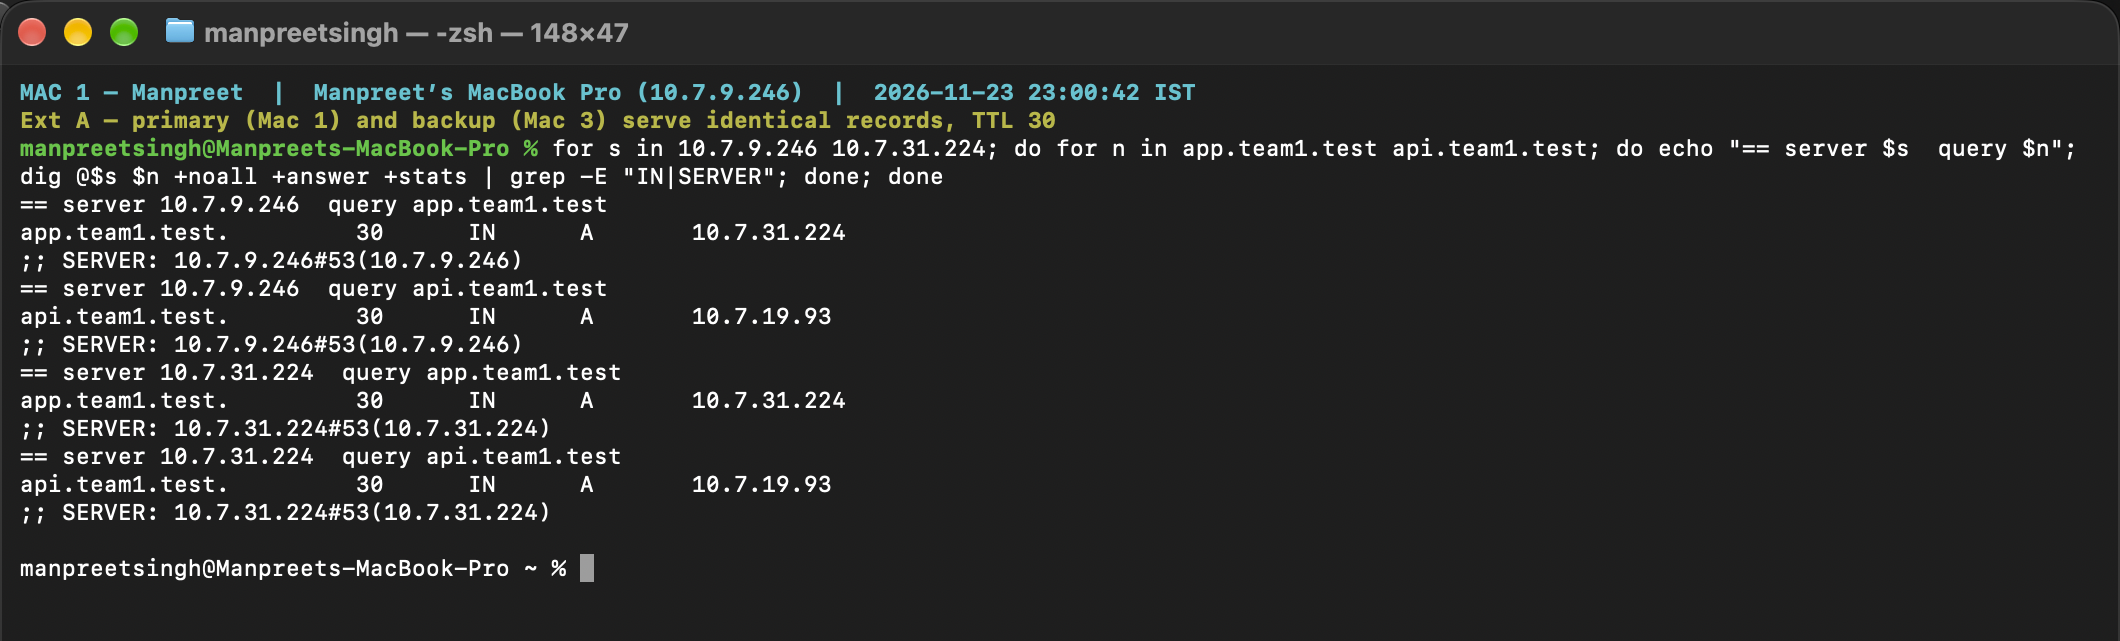 manpreetsingh — -zsh — 148×47
MAC 1 — Manpreet  |  Manpreet’s MacBook Pro (10.7.9.246)  |  2026-11-23 23:00:42 IST
Ext A — primary (Mac 1) and backup (Mac 3) serve identical records, TTL 30
manpreetsingh@Manpreets-MacBook-Pro % for s in 10.7.9.246 10.7.31.224; do for n in app.team1.test api.team1.test; do echo "== server $s  query $n";
dig @$s $n +noall +answer +stats | grep -E "IN|SERVER"; done; done
== server 10.7.9.246  query app.team1.test
app.team1.test.         30      IN      A       10.7.31.224
;; SERVER: 10.7.9.246#53(10.7.9.246)
== server 10.7.9.246  query api.team1.test
api.team1.test.         30      IN      A       10.7.19.93
;; SERVER: 10.7.9.246#53(10.7.9.246)
== server 10.7.31.224  query app.team1.test
app.team1.test.         30      IN      A       10.7.31.224
;; SERVER: 10.7.31.224#53(10.7.31.224)
== server 10.7.31.224  query api.team1.test
api.team1.test.         30      IN      A       10.7.19.93
;; SERVER: 10.7.31.224#53(10.7.31.224)
manpreetsingh@Manpreets-MacBook-Pro ~ %